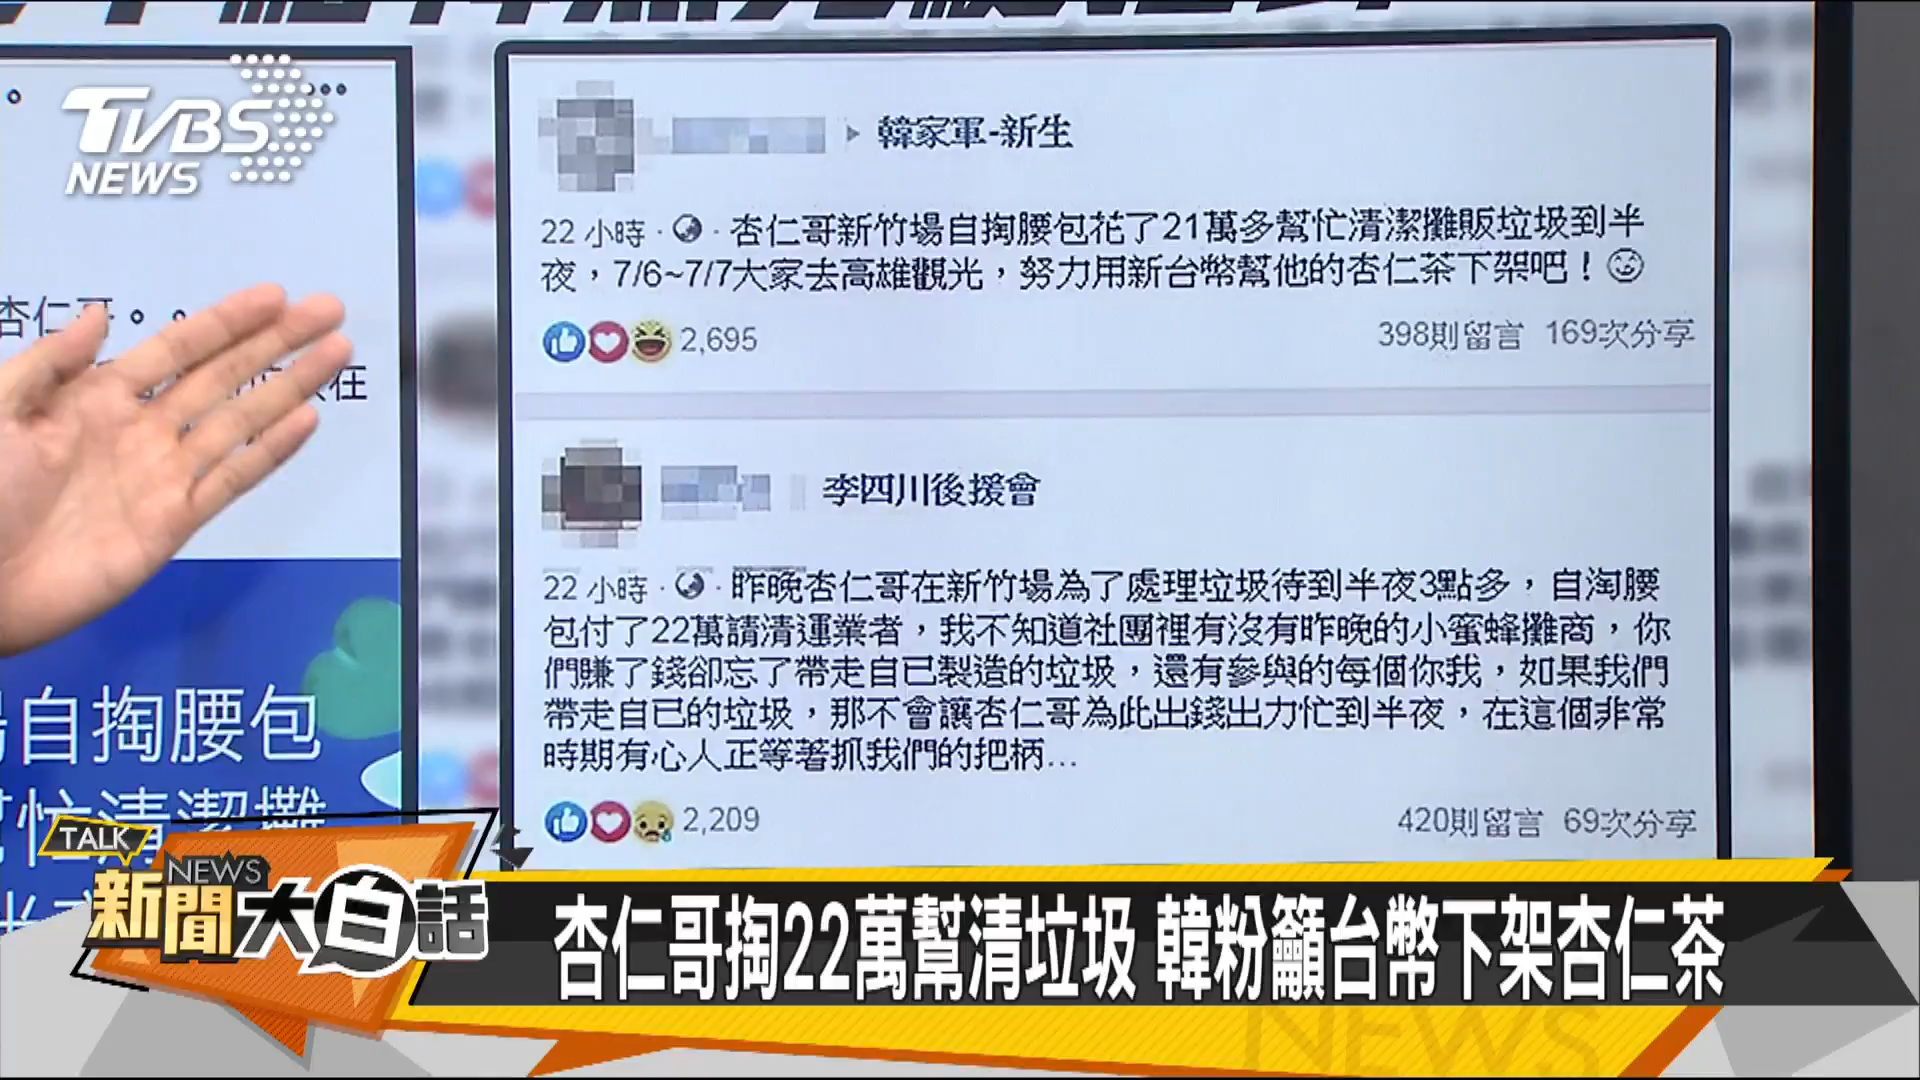 TVBS
NEWS
杏仁
在
自掏腰包
忙清潔攤
韓家軍-新生
22 小時 · 杏仁哥新竹場自掏腰包花了21萬多幫忙清潔攤販垃圾到半
夜，7/6~7/7大家去高雄觀光，努力用新台幣幫他的杏仁茶下架吧！
2,695
398則留言 169次分享
李四川後援會
22 小時 · 昨晚杏仁哥在新竹場為了處理垃圾待到半夜3點多，自淘腰
包付了22萬請清運業者，我不知道社團裡有沒有昨晚的小蜜蜂攤商，你
們賺了錢卻忘了帶走自已製造的垃圾，還有參與的每個你我，如果我們
帶走自已的垃圾，那不會讓杏仁哥為此出錢出力忙到半夜，在這個非常
時期有心人正等著抓我們的把柄...
2,209
420則留言 69次分享
TALK
NEWS
新聞大白話
杏仁哥掏22萬幫清垃圾 韓粉籲台幣下架杏仁茶
NEWS